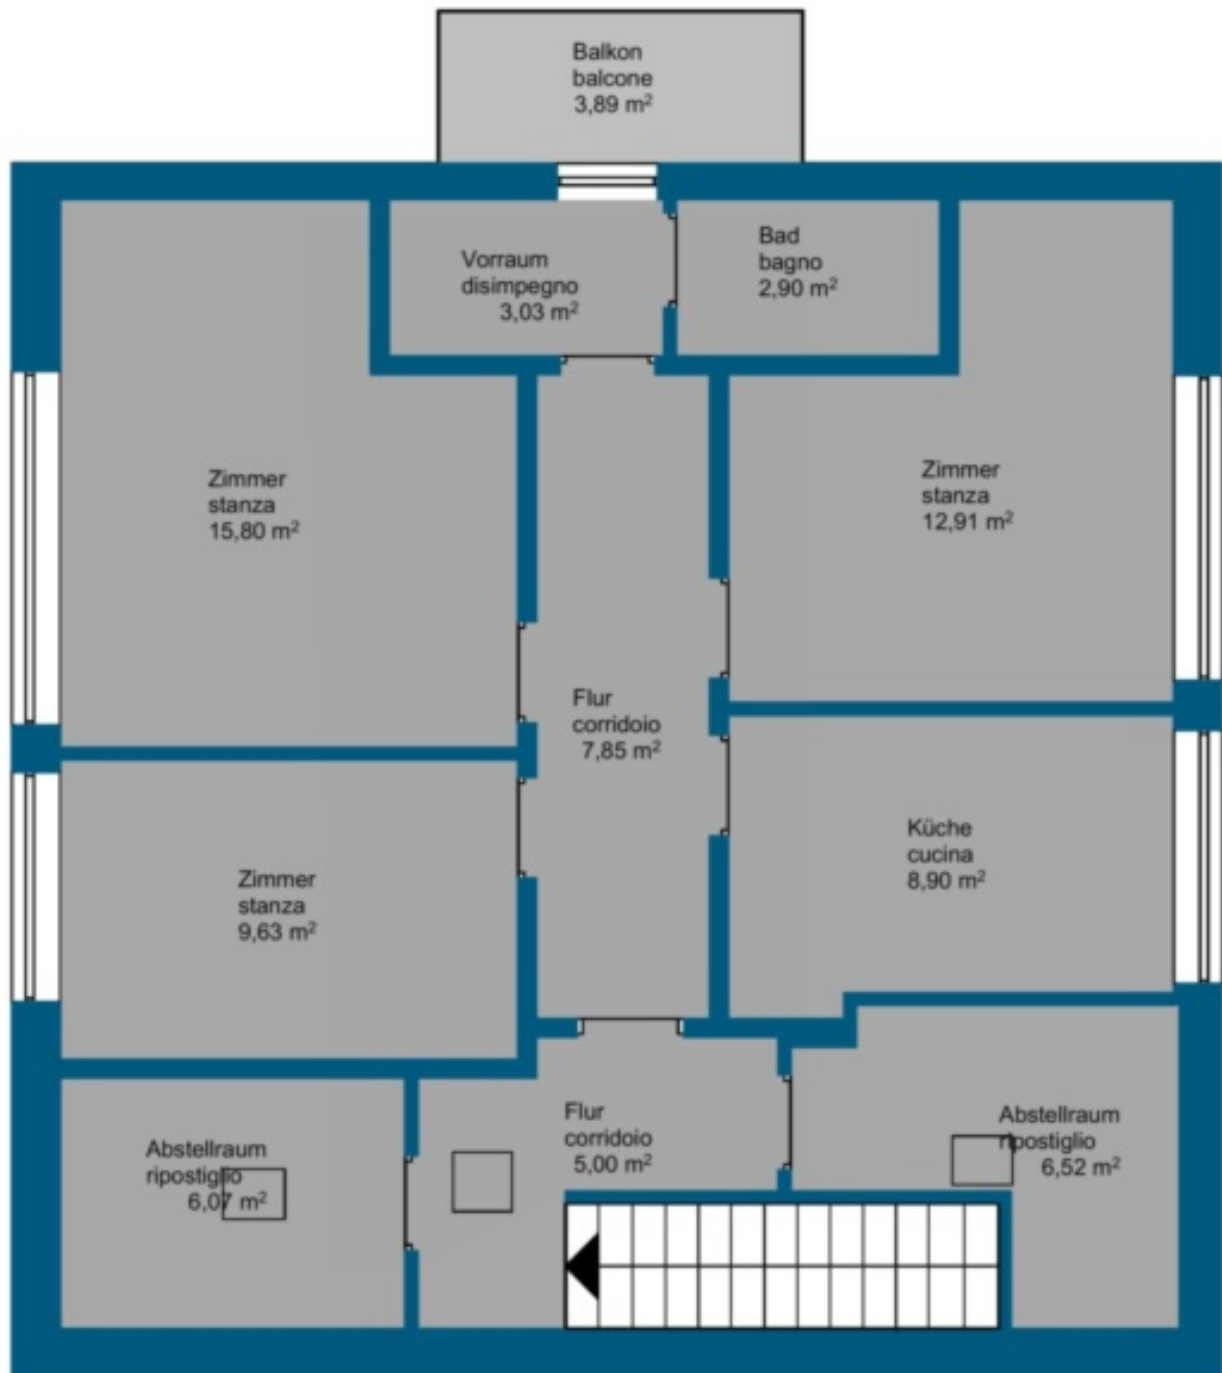 Balkon
balcone
3,89 m²
Vorraum
disimpegno
3,03 m²
Bad
bagno
2,90 m²
Zimmer
stanza
15,80 m²
Zimmer
stanza
12,91 m²
Flur
corridoio
7,85 m²
Küche
cucina
8,90 m²
Zimmer
stanza
9,63 m²
Abstellraum
ripostiglio
6,07 m²
Flur
corridoio
5,00 m²
Abstellraum
ripostiglio
6,52 m²